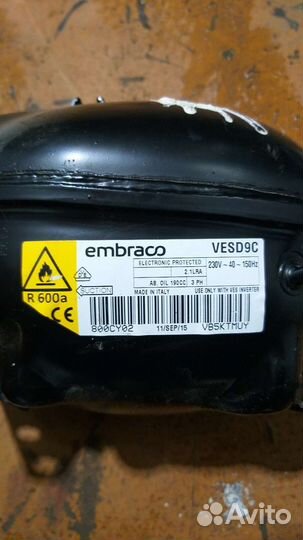 embraco
VESD9C
ELECTRONIC PROTECTED
2.1LRA
230V ~ 40 ~ 150Hz
AB. OIL 190CC
3 PH
R 600a
SUCTION
MADE IN ITALY
USE ONLY WITH VES INVERTER
CE
800CY02
11/SEP/15
VB5KTMUY
Avito